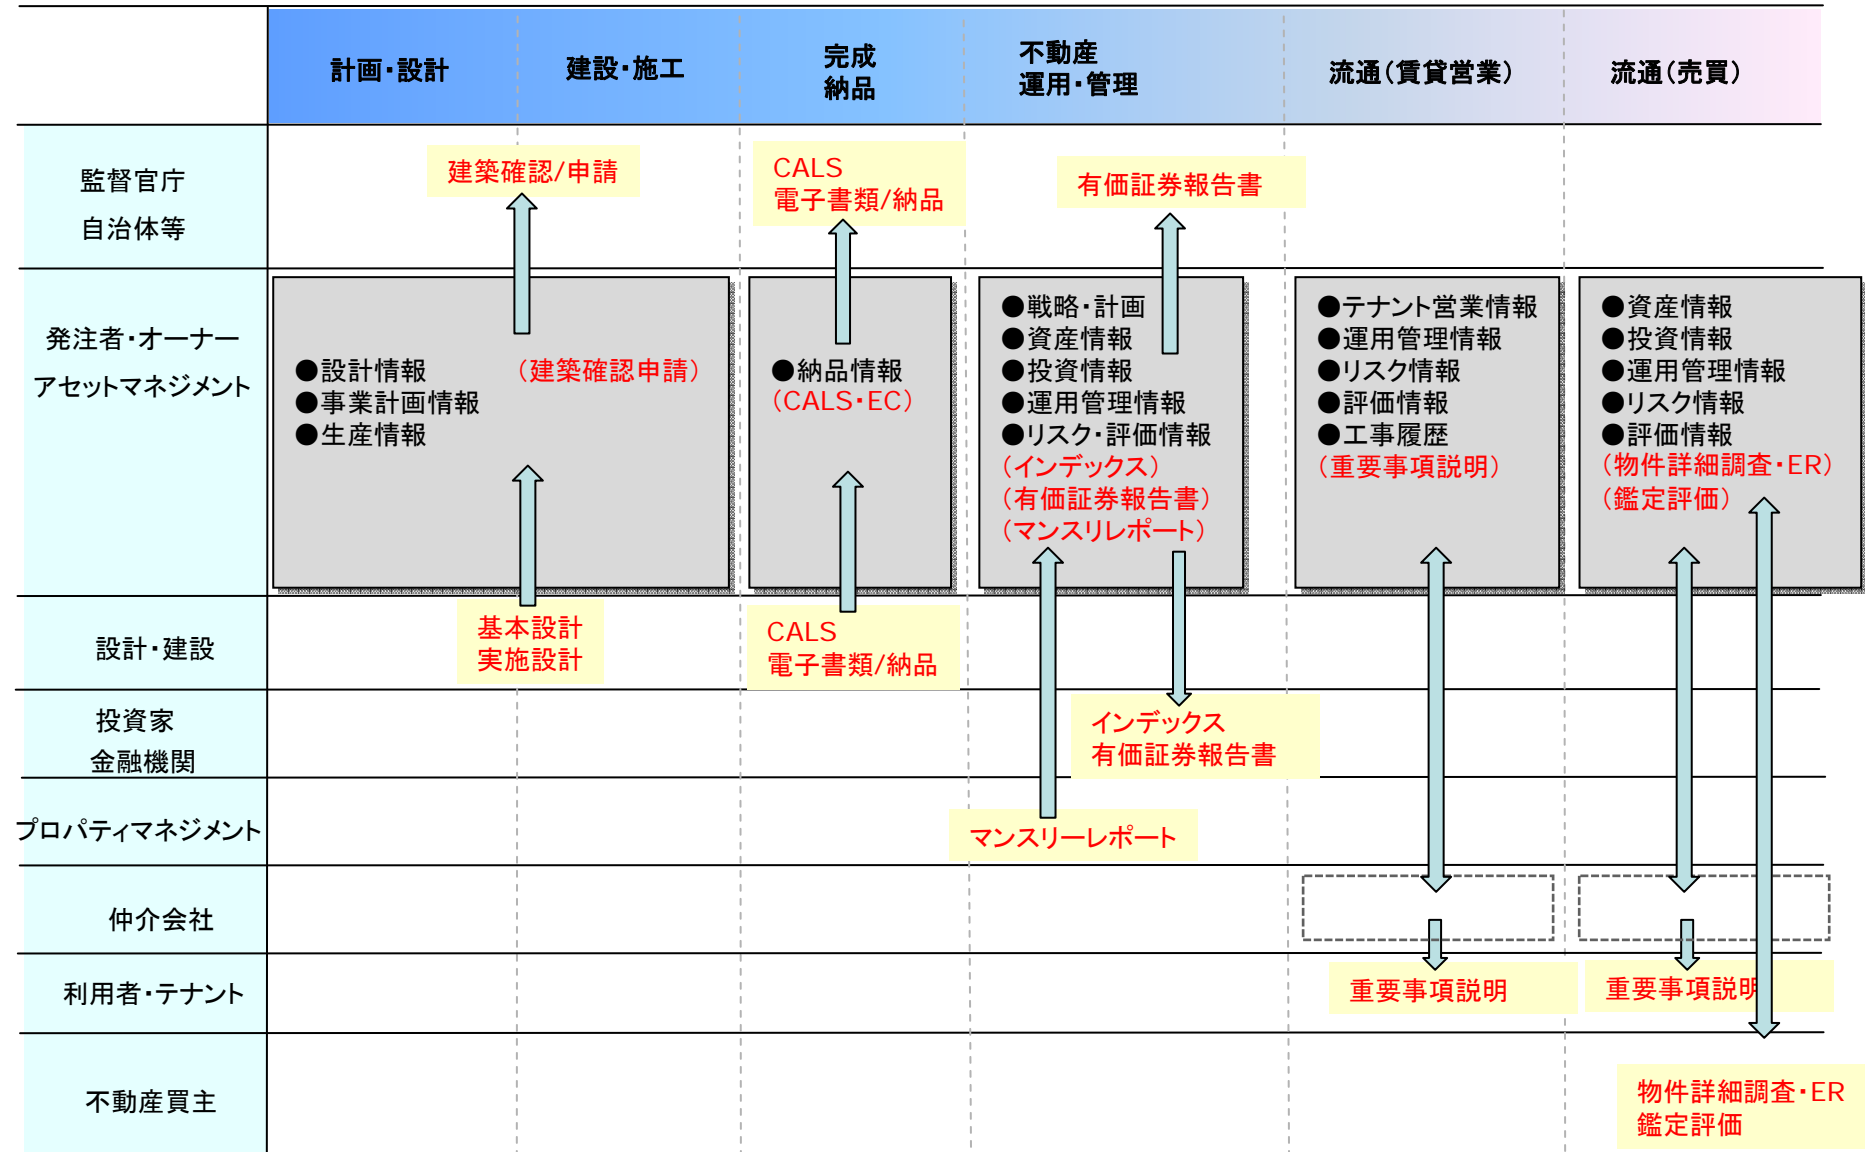 計画・設計
建設・施工
完成
納品
不動産
運用・管理
流通（賃貸営業）
流通（売買）
監督官庁
自治体等
建築確認/申請
CALS
電子書類/納品
有価証券報告書
発注者・オーナー
アセットマネジメント
●設計情報
（建築確認申請）
●事業計画情報
●生産情報
●納品情報
（CALS・EC）
●戦略・計画
●資産情報
●投資情報
●運用管理情報
●リスク・評価情報
（インデックス）
（有価証券報告書）
（マンスリレポート）
●テナント営業情報
●運用管理情報
●リスク情報
●評価情報
●工事履歴
（重要事項説明）
●資産情報
●投資情報
●運用管理情報
●リスク情報
●評価情報
（物件詳細調査・ER）
（鑑定評価）
設計・建設
基本設計
実施設計
CALS
電子書類/納品
投資家
金融機関
インデックス
有価証券報告書
プロパティマネジメント
マンスリーレポート
仲介会社
利用者・テナント
重要事項説明
重要事項説明
不動産買主
物件詳細調査・ER
鑑定評価